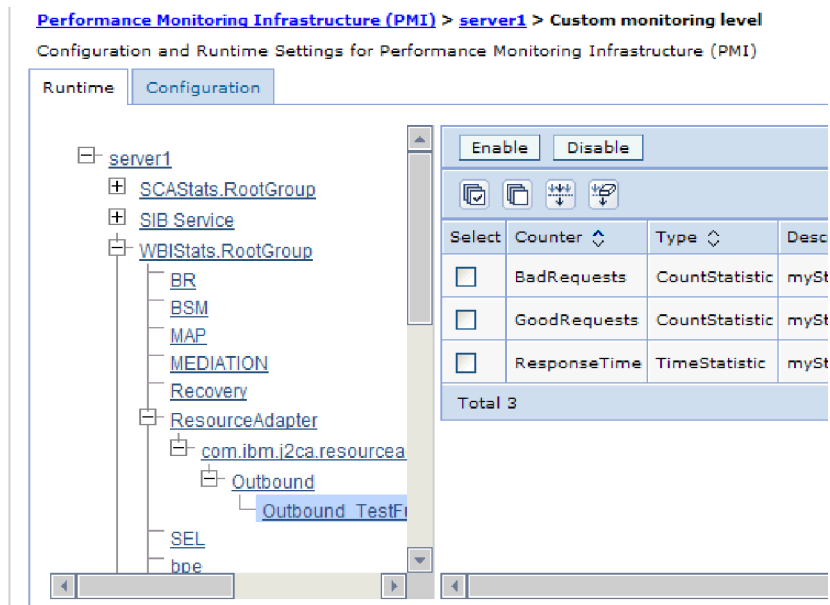 Performance Monitoring Infrastructure (PMI) > server1 > Custom monitoring level
Configuration and Runtime Settings for Performance Monitoring Infrastructure (PMI)
Runtime Configuration
server1
SCAStats.RootGroup
SIB Service
WBIStats.RootGroup
BR
BSM
MAP
MEDIATION
Recovery
ResourceAdapter
com.ibm.j2ca.resourcea
Outbound
Outbound_TestF
SEL
bpe
Enable Disable
Select Counter Type Desc
BadRequests CountStatistic mySt
GoodRequests CountStatistic mySt
ResponseTime TimeStatistic mySt
Total 3